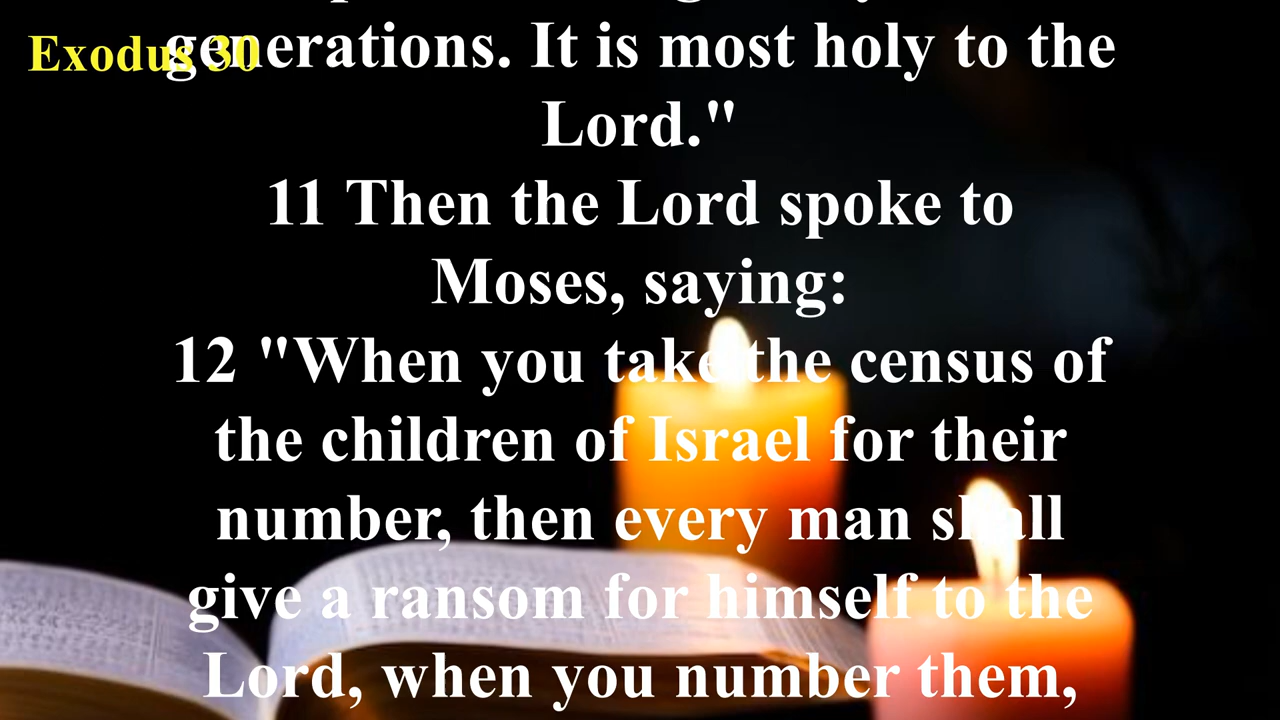 Exodus 30
generations. It is most holy to the
Lord."
11 Then the Lord spoke to
Moses, saying:
12 "When you take the census of
the children of Israel for their
number, then every man shall
give a ransom for himself to the
Lord, when you number them,